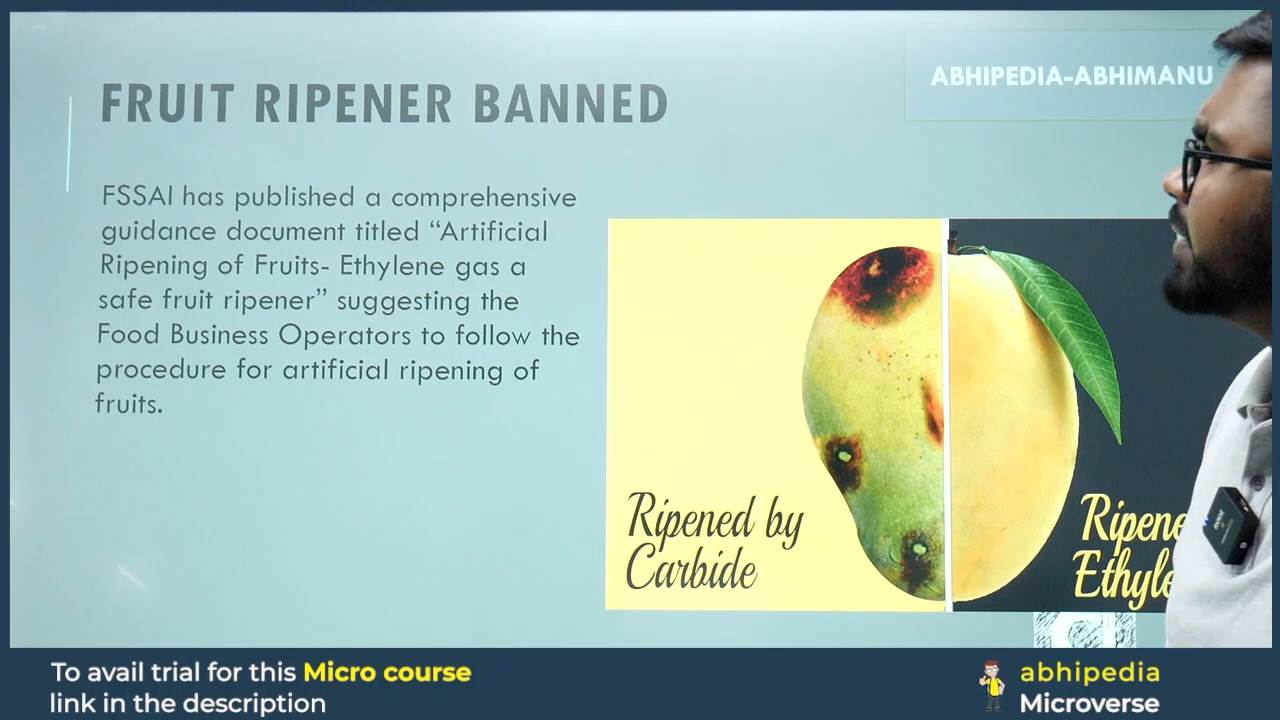 FRUIT RIPENER BANNED
ABHIPEDIA-ABHIMANU
FSSAI has published a comprehensive
guidance document titled “Artificial
Ripening of Fruits- Ethylene gas a
safe fruit ripener” suggesting the
Food Business Operators to follow the
procedure for artificial ripening of
fruits.
Ripened by
Carbide
To avail trial for this Micro course
link in the description
abhipedia
Microverse